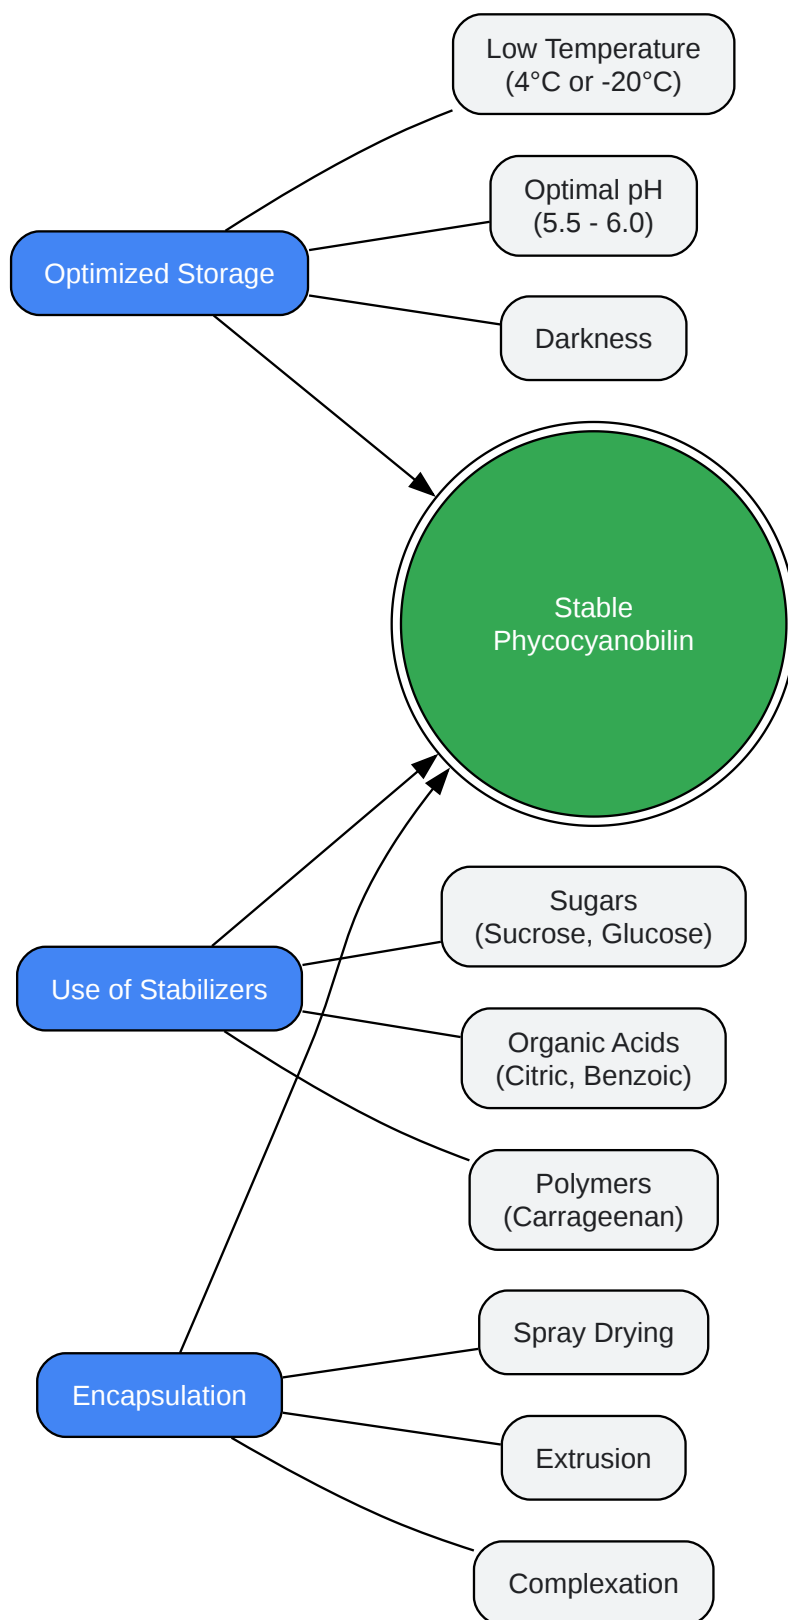 Low Temperature
(4°C or -20°C)
Optimal pH
(5.5 - 6.0)
Optimized Storage
Darkness
Stable
Phycocyanobilin
Sugars
(Sucrose, Glucose)
Use of Stabilizers
Organic Acids
(Citric, Benzoic)
Polymers
(Carrageenan)
Spray Drying
Encapsulation
Extrusion
Complexation